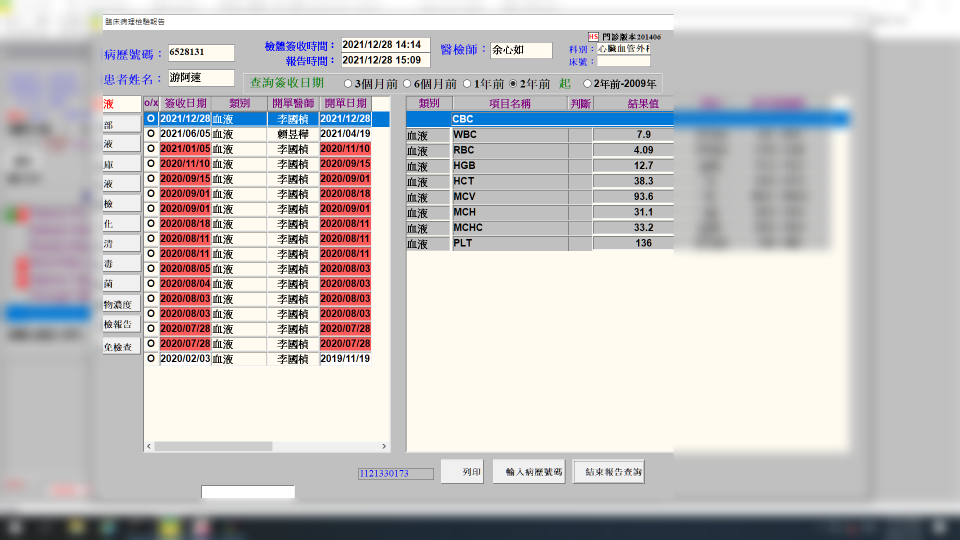 臨床病理檢驗報告
病歷號碼： 6528131 檢體簽收時間： 2021/12/28 14:14 醫檢師： 余心如 HS 門診版本201406
科別： 心臟血管外科
報告時間： 2021/12/28 15:09 床號：
患者姓名： 游阿速 查詢簽收日期 3個月前 6個月前 1年前 2年前 起 2年前-2009年
液 o/x 簽收日期 類別 開單醫師 開單日期
O 2021/12/28 血液 李國楨 2021/12/28
O 2021/06/05 血液 賴昱樺 2021/04/19
O 2021/01/05 血液 李國楨 2020/11/10
O 2020/11/10 血液 李國楨 2020/09/15
O 2020/09/15 血液 李國楨 2020/09/01
O 2020/09/01 血液 李國楨 2020/08/18
O 2020/09/01 血液 李國楨 2020/09/01
O 2020/08/18 血液 李國楨 2020/08/11
O 2020/08/11 血液 李國楨 2020/08/11
O 2020/08/11 血液 李國楨 2020/08/11
O 2020/08/05 血液 李國楨 2020/08/03
O 2020/08/04 血液 李國楨 2020/08/03
O 2020/08/03 血液 李國楨 2020/08/03
O 2020/08/03 血液 李國楨 2020/08/03
O 2020/07/28 血液 李國楨 2020/07/28
O 2020/07/28 血液 李國楨 2020/07/28
O 2020/02/03 血液 李國楨 2019/11/19
部
液
庫
液
檢
化
清
毒
菌
物濃度
檢報告
免檢查
類別 項目名稱 判斷 結果值
CBC
血液 WBC 7.9
血液 RBC 4.09
血液 HGB 12.7
血液 HCT 38.3
血液 MCV 93.6
血液 MCH 31.1
血液 MCHC 33.2
血液 PLT 136
1121330173 列印 輸入病歷號碼 結束報告查詢